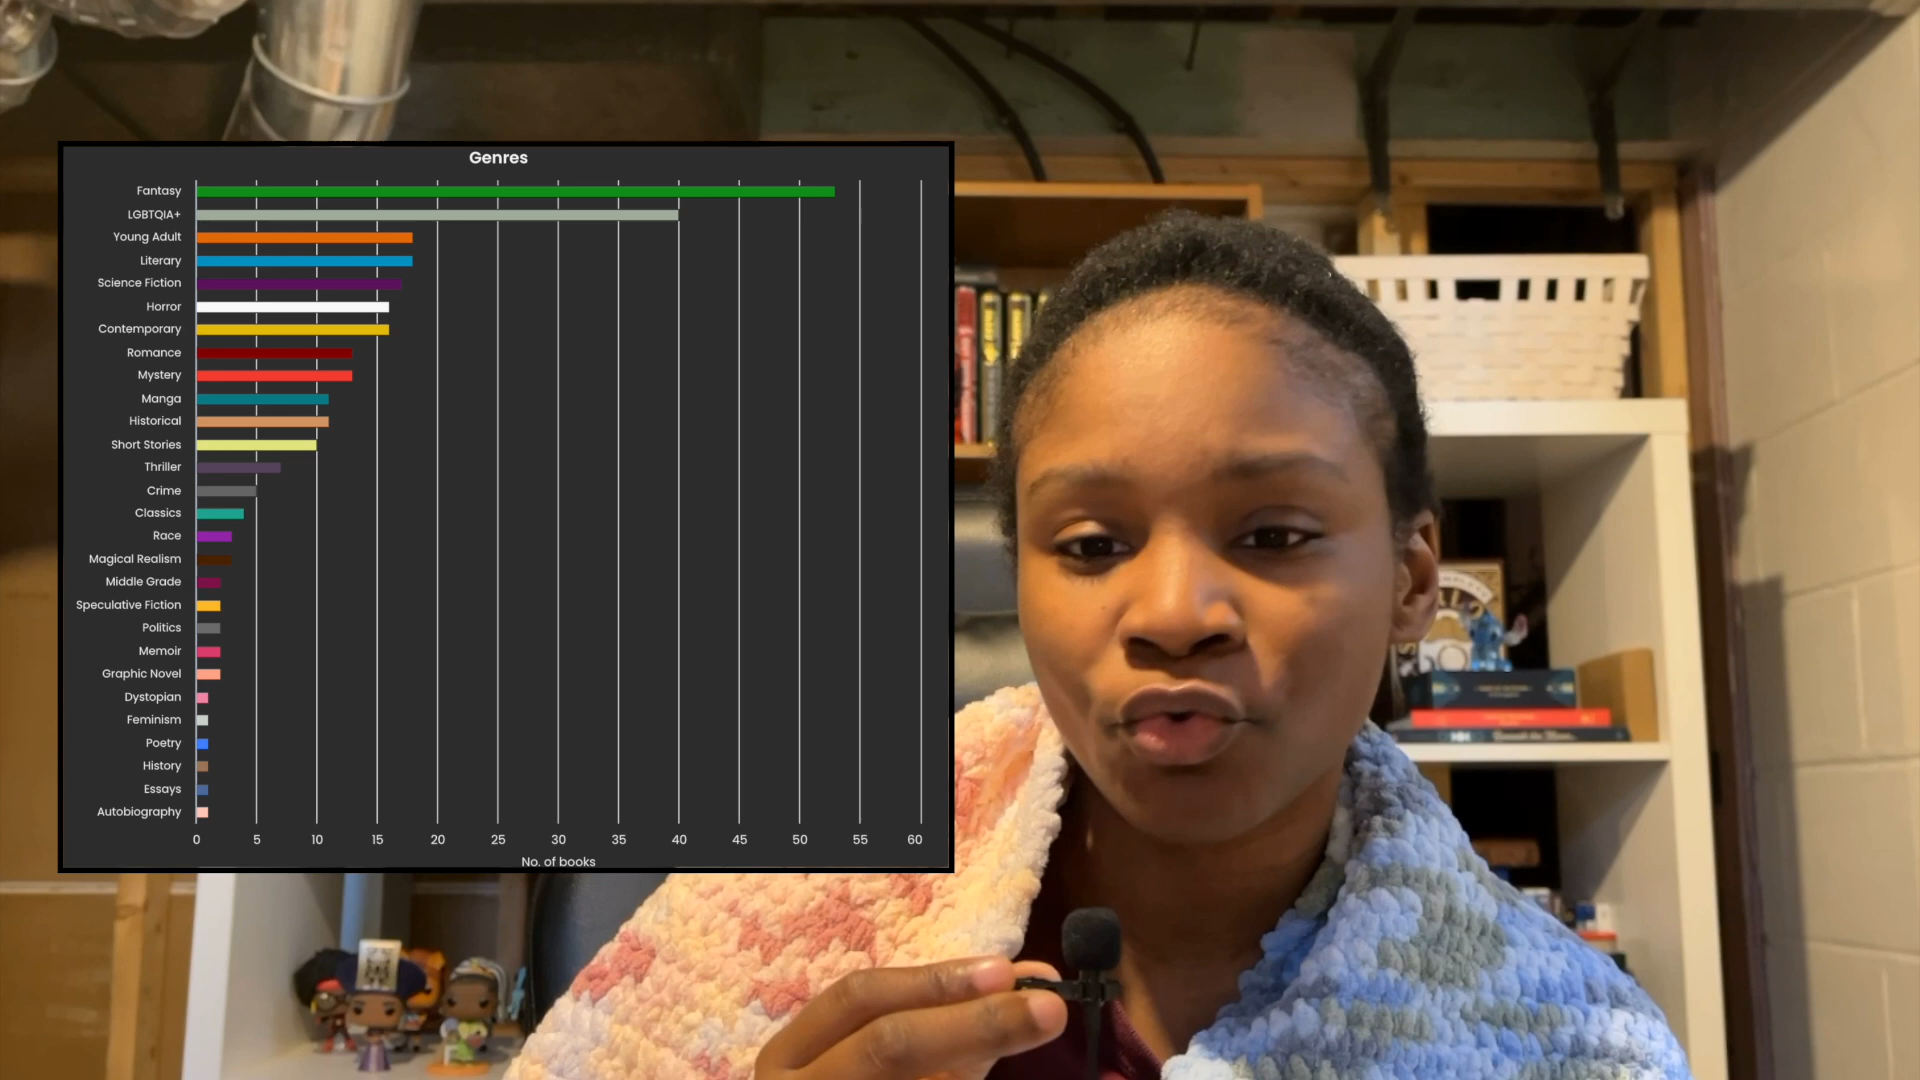 Genres
Fantasy
LGBTQIA+
Young Adult
Literary
Science Fiction
Horror
Contemporary
Romance
Mystery
Manga
Historical
Short Stories
Thriller
Crime
Classics
Race
Magical Realism
Middle Grade
Speculative Fiction
Politics
Memoir
Graphic Novel
Dystopian
Feminism
Poetry
History
Essays
Autobiography
0 5 10 15 20 25 30 35 40 45 50 55 60
No. of books